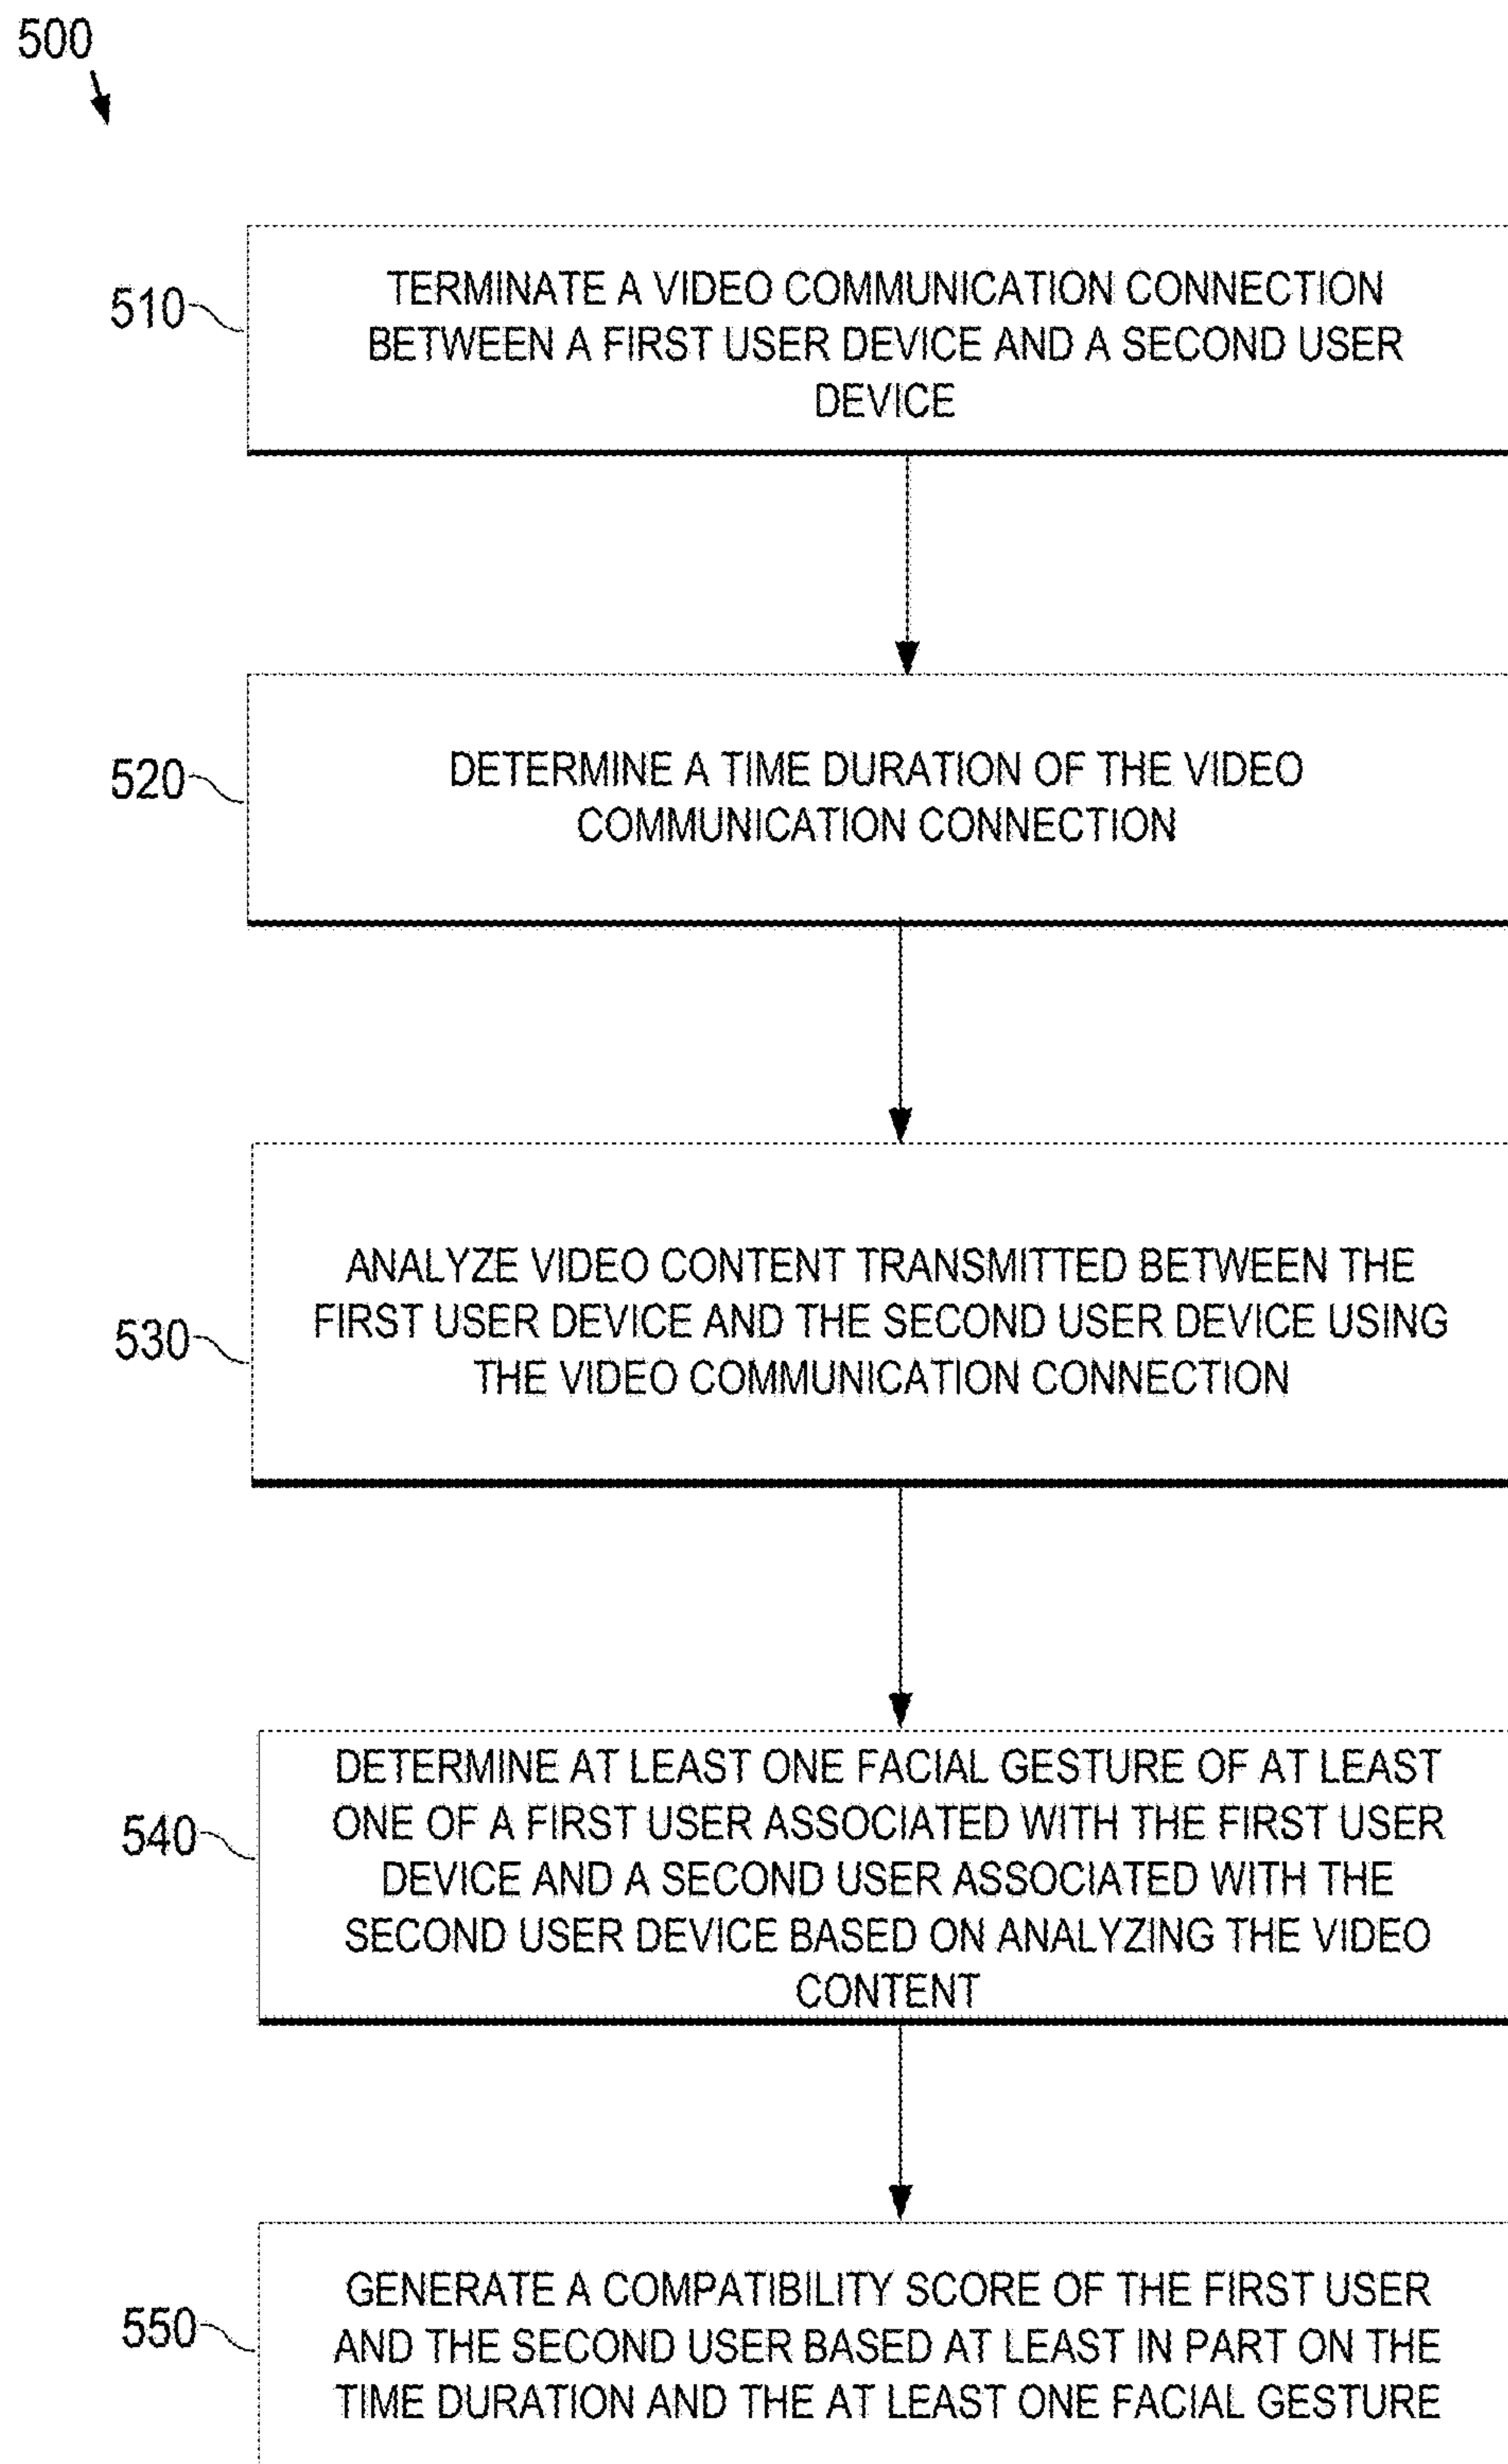 500
510
TERMINATE A VIDEO COMMUNICATION CONNECTION
BETWEEN A FIRST USER DEVICE AND A SECOND USER
DEVICE
520
DETERMINE A TIME DURATION OF THE VIDEO
COMMUNICATION CONNECTION
530
ANALYZE VIDEO CONTENT TRANSMITTED BETWEEN THE
FIRST USER DEVICE AND THE SECOND USER DEVICE USING
THE VIDEO COMMUNICATION CONNECTION
540
DETERMINE AT LEAST ONE FACIAL GESTURE OF AT LEAST
ONE OF A FIRST USER ASSOCIATED WITH THE FIRST USER
DEVICE AND A SECOND USER ASSOCIATED WITH THE
SECOND USER DEVICE BASED ON ANALYZING THE VIDEO
CONTENT
550
GENERATE A COMPATIBILITY SCORE OF THE FIRST USER
AND THE SECOND USER BASED AT LEAST IN PART ON THE
TIME DURATION AND THE AT LEAST ONE FACIAL GESTURE